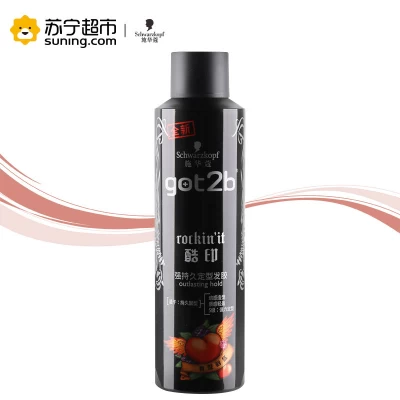 苏宁超市
suning.com
Schwarzkopf
施华蔻
全新
Schwarzkopf
施华蔻
got2b
rockin'it
酷印
强持久定型发胶
outlasting hold